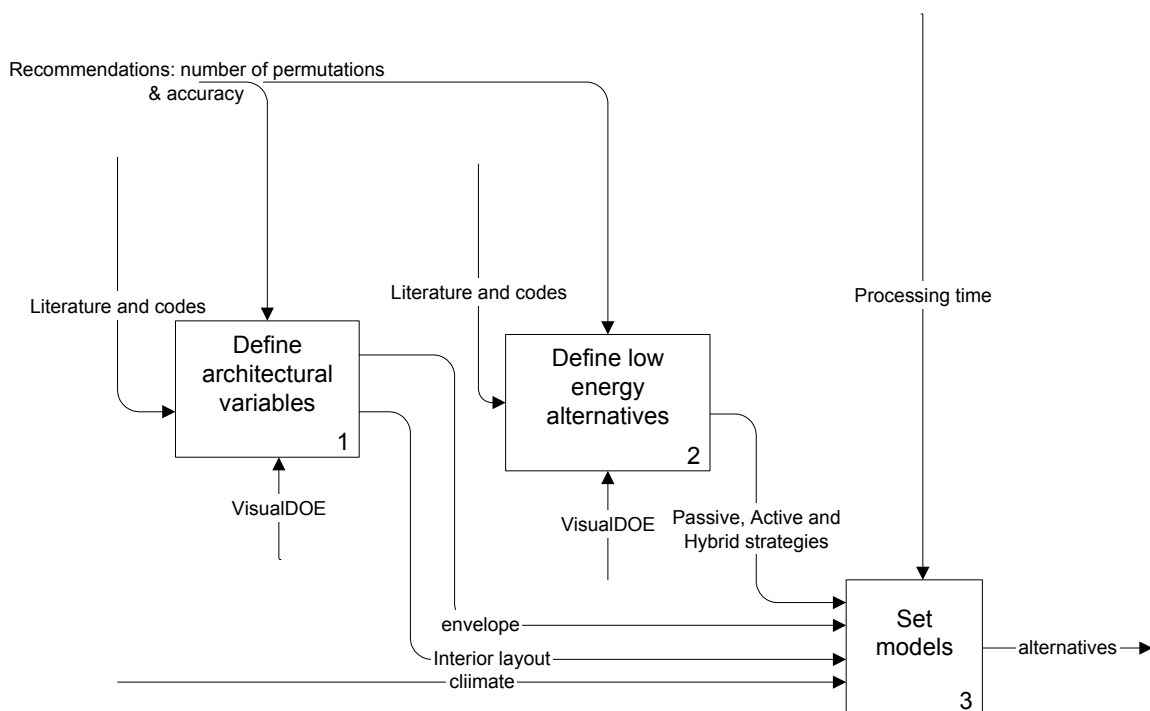 Recommendations: number of permutations
& accuracy
Literature and codes
Literature and codes
Processing time
Define
architectural
variables
1
Define low
energy
alternatives
2
VisualDOE
VisualDOE
Passive, Active and
Hybrid strategies
envelope
Interior layout
cliimate
Set
models
3
alternatives